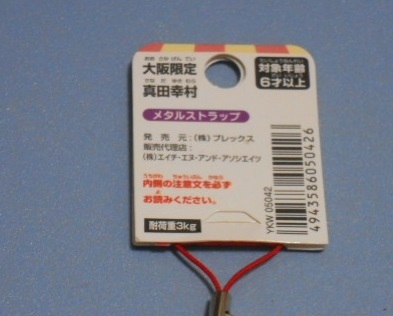 大阪限定
真田幸村
対象年齢
6才以上
メタルストラップ
発売元:(株)プレックス
販売代理店:
(株)エイチ・エヌ・アンド・アソシエイツ
内側の注意文を必ず
お読みください。
耐荷重3kg
YKW 05042
4943586050426